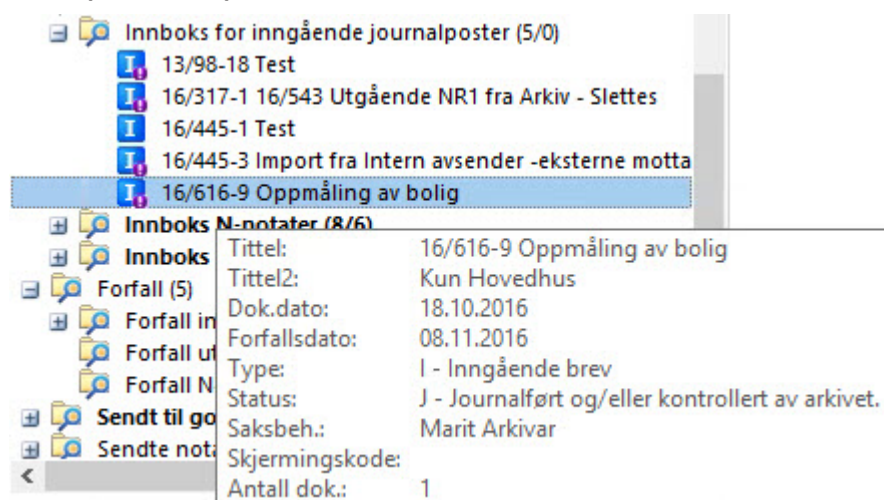 Innboks for inngående journalposter (5/0)
13/98-18 Test
16/317-1 16/543 Utgående NR1 fra Arkiv - Slettes
16/445-1 Test
16/445-3 Import fra Intern avsender -eksterne motta
16/616-9 Oppmåling av bolig
Innboks N-notater (8/6)
Innboks
Forfall (5)
Forfall in
Forfall ut
Forfall N
Sendt til go
Sendte nota
Tittel: 16/616-9 Oppmåling av bolig
Tittel2: Kun Hovedhus
Dok.dato: 18.10.2016
Forfallsdato: 08.11.2016
Type: I - Inngående brev
Status: J - Journalført og/eller kontrollert av arkivet.
Saksbeh.: Marit Arkivar
Skjermingskode:
Antall dok.: 1